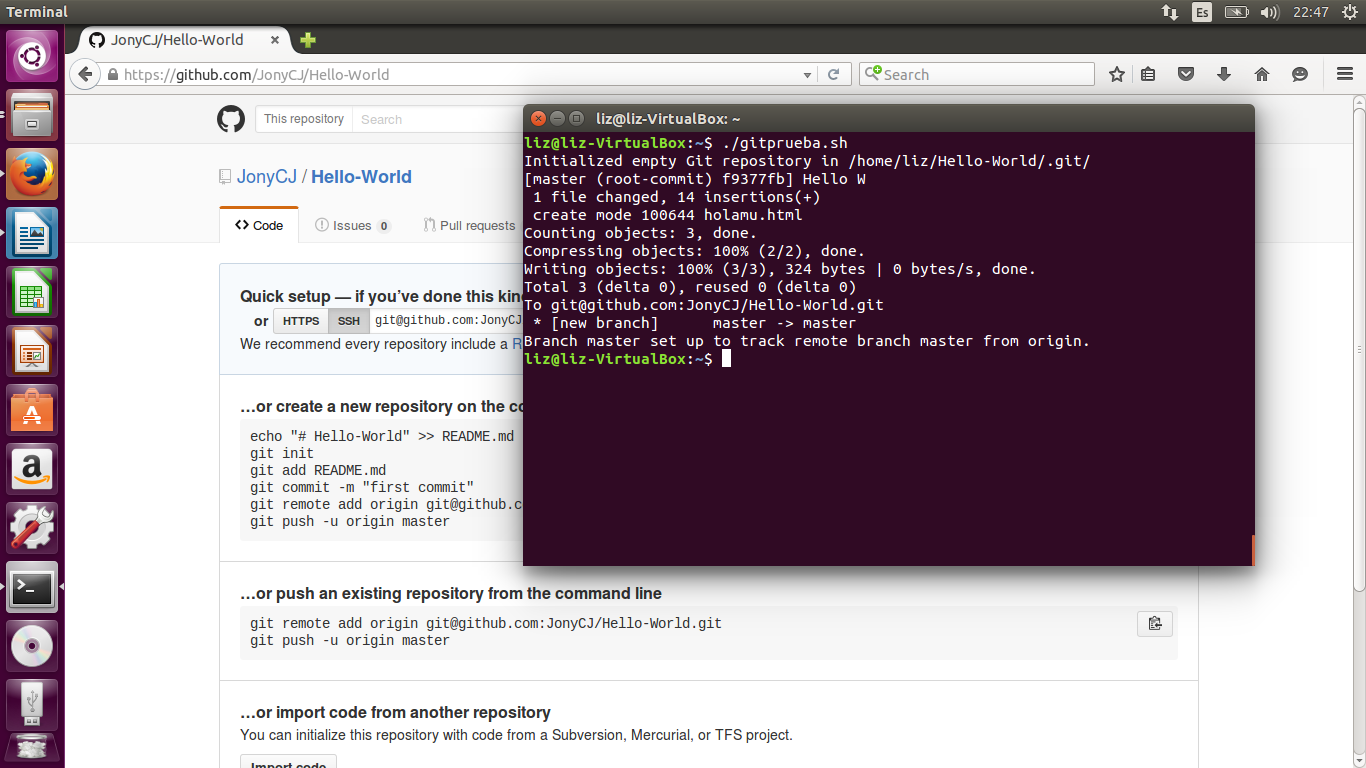 Terminal
Es
22:47
JonyCJ/Hello-World
https://github.com/JonyCJ/Hello-World
Search
This repository
Search
JonyCJ / Hello-World
Code
Issues 0
Pull requests
Quick setup — if you've done this kin
or HTTPS SSH git@github.com:JonyCJ
We recommend every repository include a R
…or create a new repository on the co
echo "# Hello-World" >> README.md
git init
git add README.md
git commit -m "first commit"
git remote add origin git@github.c
git push -u origin master
…or push an existing repository from the command line
git remote add origin git@github.com:JonyCJ/Hello-World.git
git push -u origin master
…or import code from another repository
You can initialize this repository with code from a Subversion, Mercurial, or TFS project.
Import code
liz@liz-VirtualBox: ~
liz@liz-VirtualBox:~$ ./gitprueba.sh
Initialized empty Git repository in /home/liz/Hello-World/.git/
[master (root-commit) f9377fb] Hello W
 1 file changed, 14 insertions(+)
 create mode 100644 holamu.html
Counting objects: 3, done.
Compressing objects: 100% (2/2), done.
Writing objects: 100% (3/3), 324 bytes | 0 bytes/s, done.
Total 3 (delta 0), reused 0 (delta 0)
To git@github.com:JonyCJ/Hello-World.git
 * [new branch]      master -> master
Branch master set up to track remote branch master from origin.
liz@liz-VirtualBox:~$